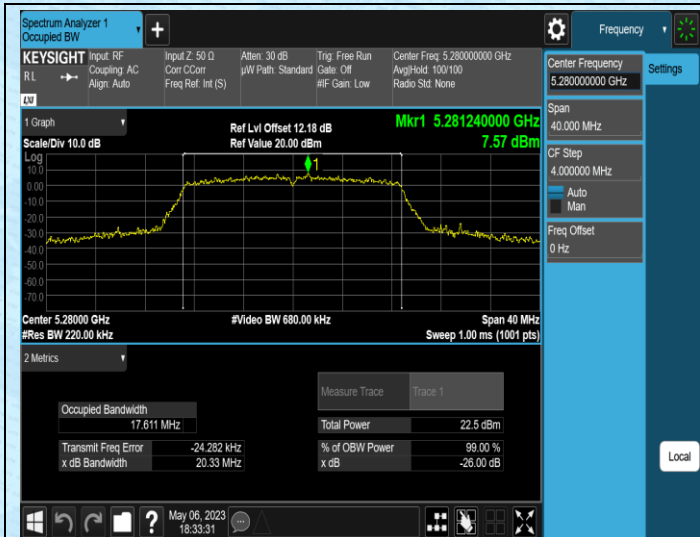 Spectrum Analyzer 1
Occupied BW
+
Frequency
KEYSIGHT
R L
LXI
Input: RF
Coupling: AC
Align: Auto
Input Z: 50 Ω
Corr CCorr
Freq Ref: Int (S)
Atten: 30 dB
µW Path: Standard
Trig: Free Run
Gate: Off
#IF Gain: Low
Center Freq: 5.280000000 GHz
Avg|Hold: 100/100
Radio Std: None
Center Frequency
5.280000000 GHz
Settings
Span
40.000 MHz
CF Step
4.000000 MHz
Auto
Man
Freq Offset
0 Hz
Local
1 Graph
Scale/Div 10.0 dB
Ref Lvl Offset 12.18 dB
Ref Value 20.00 dBm
Mkr1 5.281240000 GHz
7.57 dBm
Log
10.0
0.00
-10.0
-20.0
-30.0
-40.0
-50.0
-60.0
-70.0
1
Center 5.28000 GHz
#Res BW 220.00 kHz
#Video BW 680.00 kHz
Span 40 MHz
Sweep 1.00 ms (1001 pts)
2 Metrics
Measure Trace Trace 1
Occupied Bandwidth
17.611 MHz
Total Power 22.5 dBm
Transmit Freq Error -24.282 kHz
% of OBW Power 99.00 %
x dB Bandwidth 20.33 MHz
x dB -26.00 dB
?
May 06, 2023
18:33:31